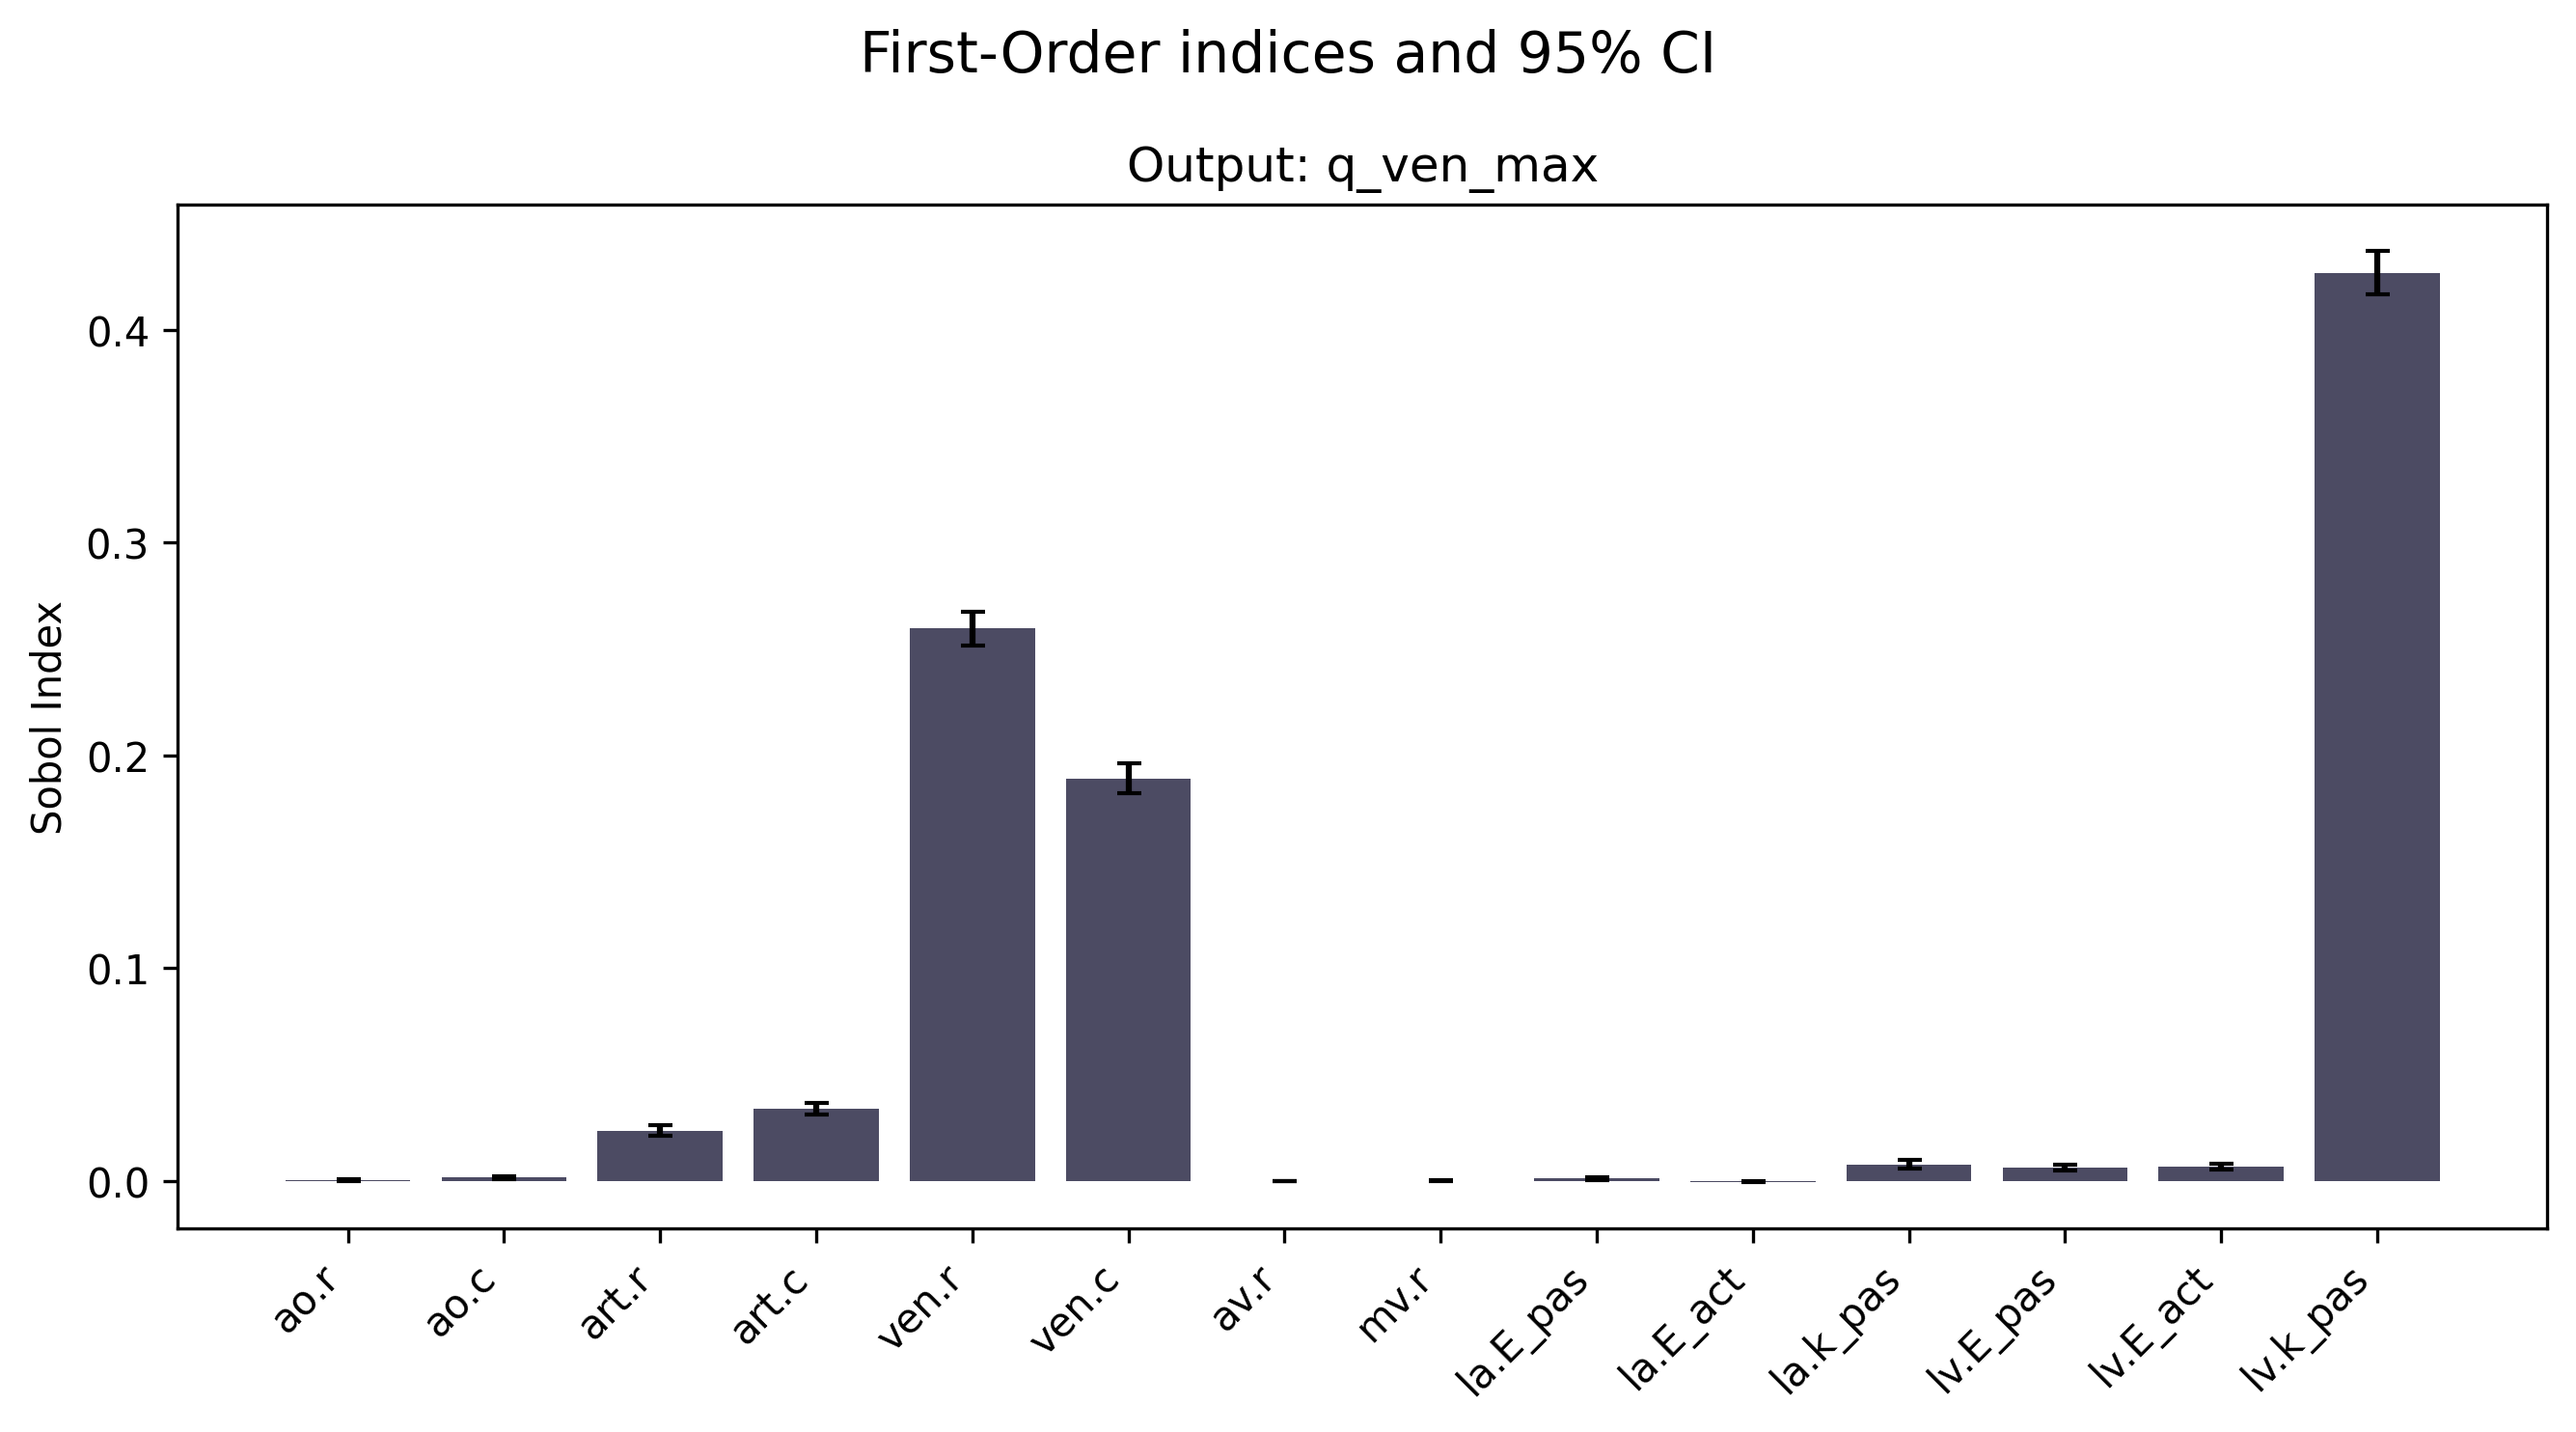 First-Order indices and 95% CI
Output: q_ven_max
Sobol Index
0.4
0.3
0.2
0.1
0.0
ao.r
ao.c
art.r
art.c
ven.r
ven.c
av.r
mv.r
la.E_pas
la.E_act
la.k_pas
lv.E_pas
lv.E_act
lv.k_pas